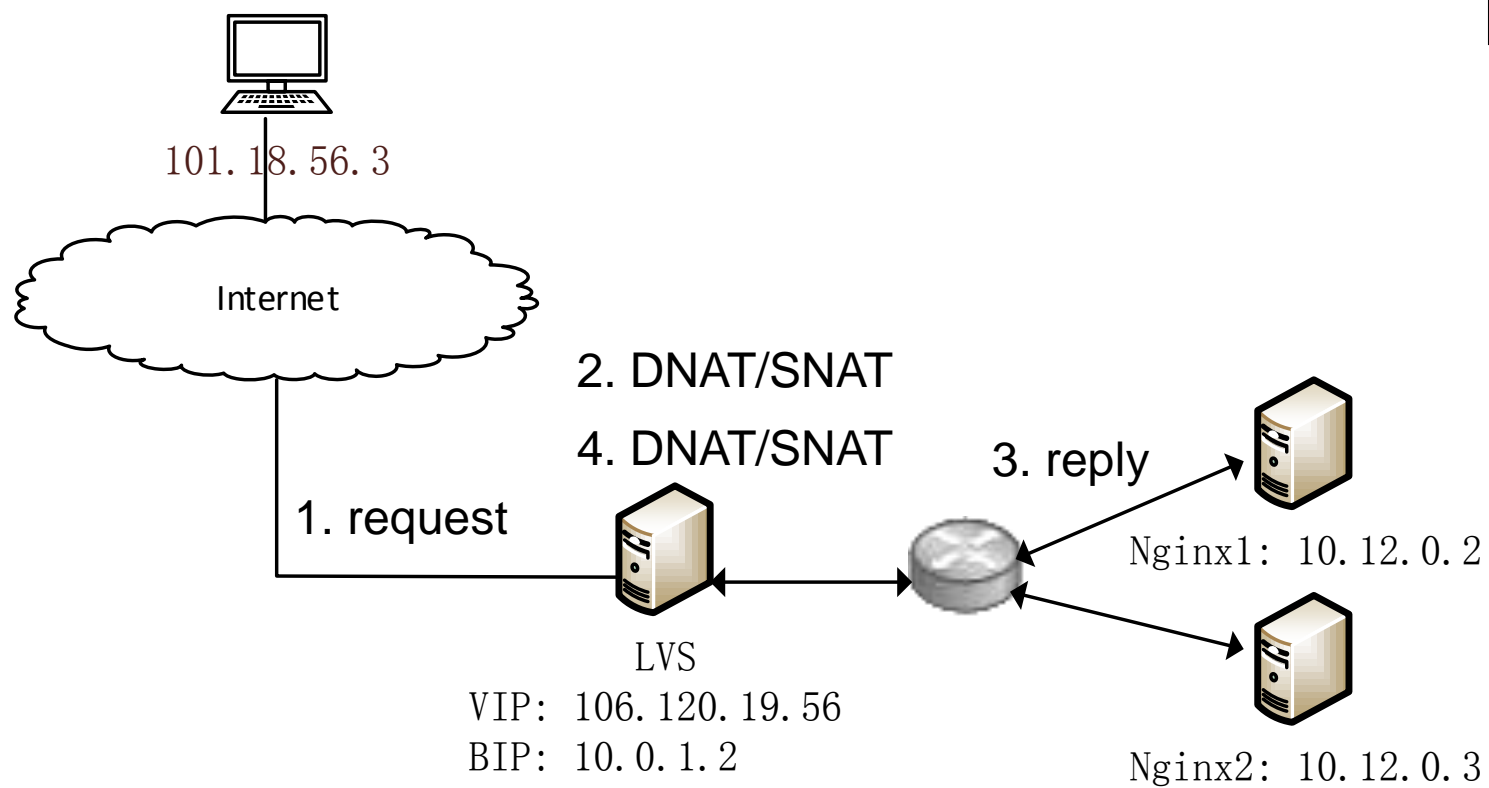 101.18.56.3
Internet
2. DNAT/SNAT
4. DNAT/SNAT
3. reply
1. request
Nginx1: 10.12.0.2
LVS
VIP: 106.120.19.56
BIP: 10.0.1.2
Nginx2: 10.12.0.3